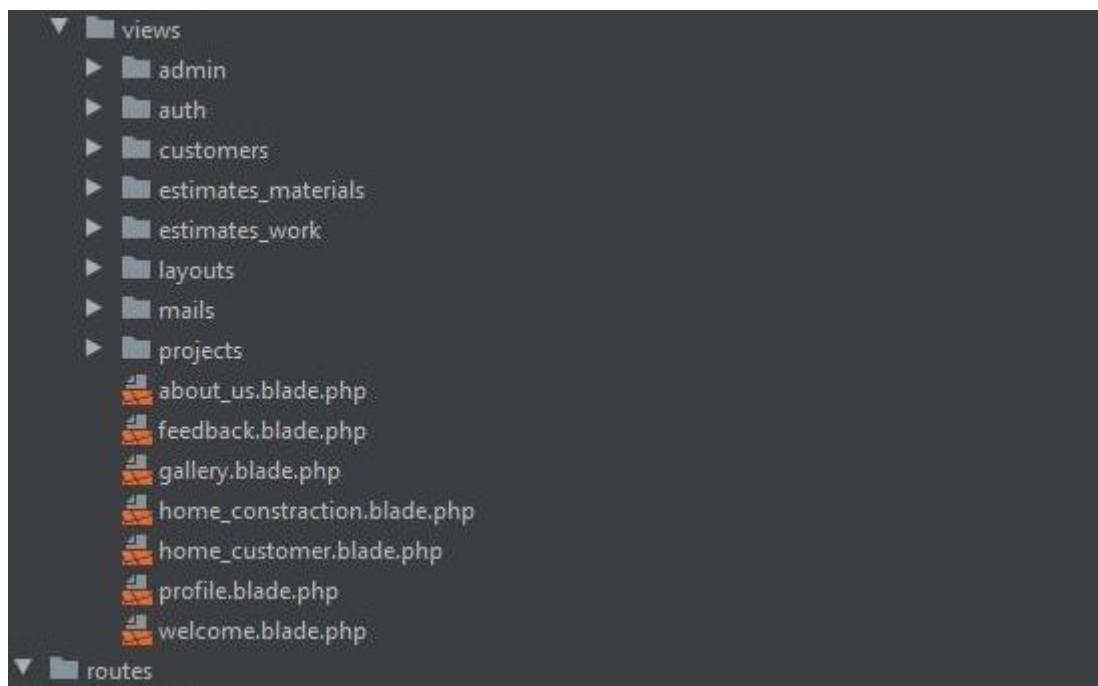 views
admin
auth
customers
estimates_materials
estimates_work
layouts
mails
projects
about_us.blade.php
feedback.blade.php
gallery.blade.php
home_constraction.blade.php
home_customer.blade.php
profile.blade.php
welcome.blade.php
routes